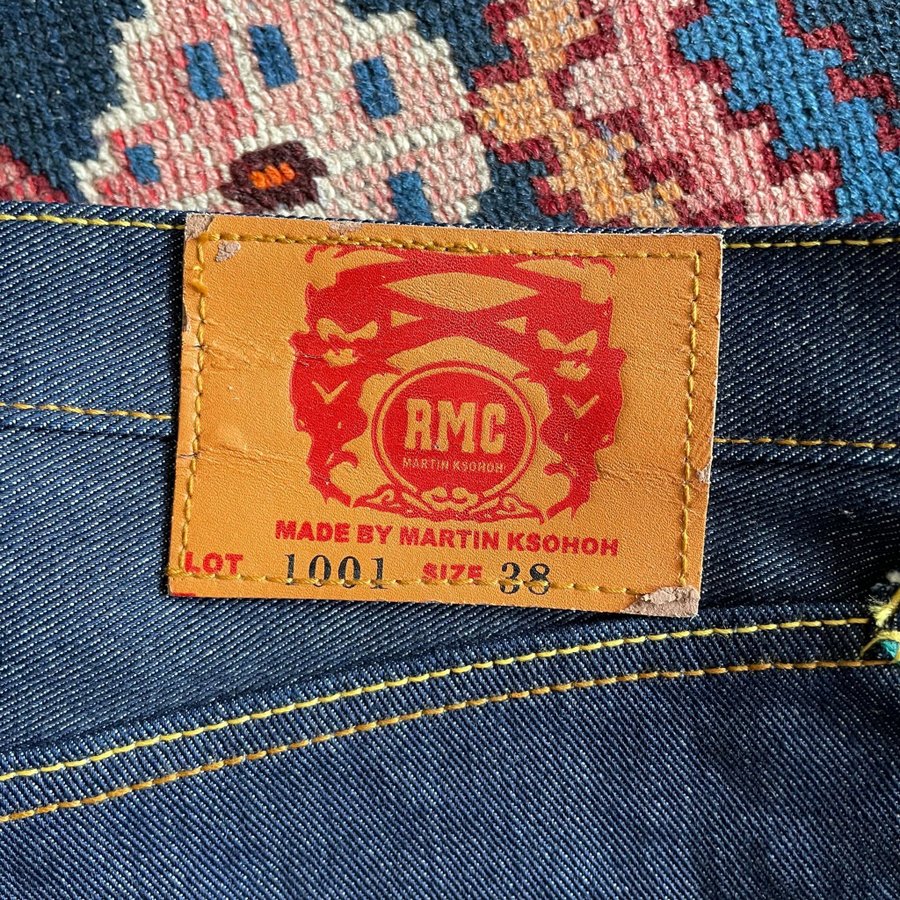 RMC
MARTIN KSOHOH
MADE BY MARTIN KSOHOH
LOT 1001 SIZE 38